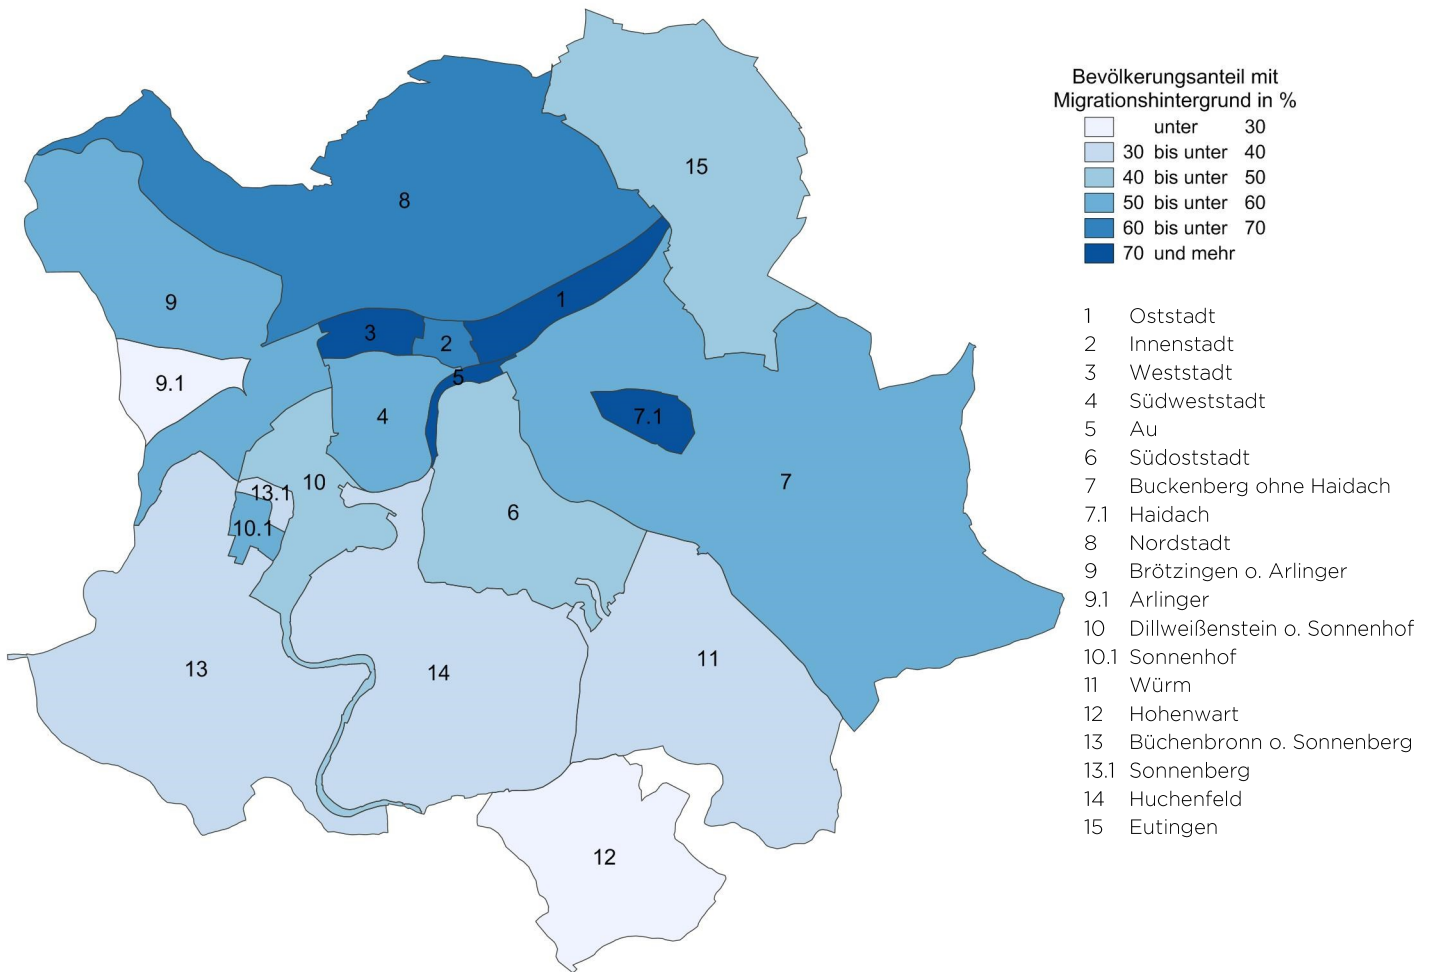 Bevölkerungsanteil mit
Migrationshintergrund in %
unter 30
30 bis unter 40
40 bis unter 50
50 bis unter 60
60 bis unter 70
70 und mehr
1 Oststadt
2 Innenstadt
3 Weststadt
4 Südweststadt
5 Au
6 Südoststadt
7 Buckenberg ohne Haidach
7.1 Haidach
8 Nordstadt
9 Brötzingen o. Arlinger
9.1 Arlinger
10 Dillweißenstein o. Sonnenhof
10.1 Sonnenhof
11 Würm
12 Hohenwart
13 Büchenbronn o. Sonnenberg
13.1 Sonnenberg
14 Huchenfeld
15 Eutingen
15
8
1
9
3
2
5
9.1
4
7.1
10
7
13.1
6
10.1
11
13
14
12